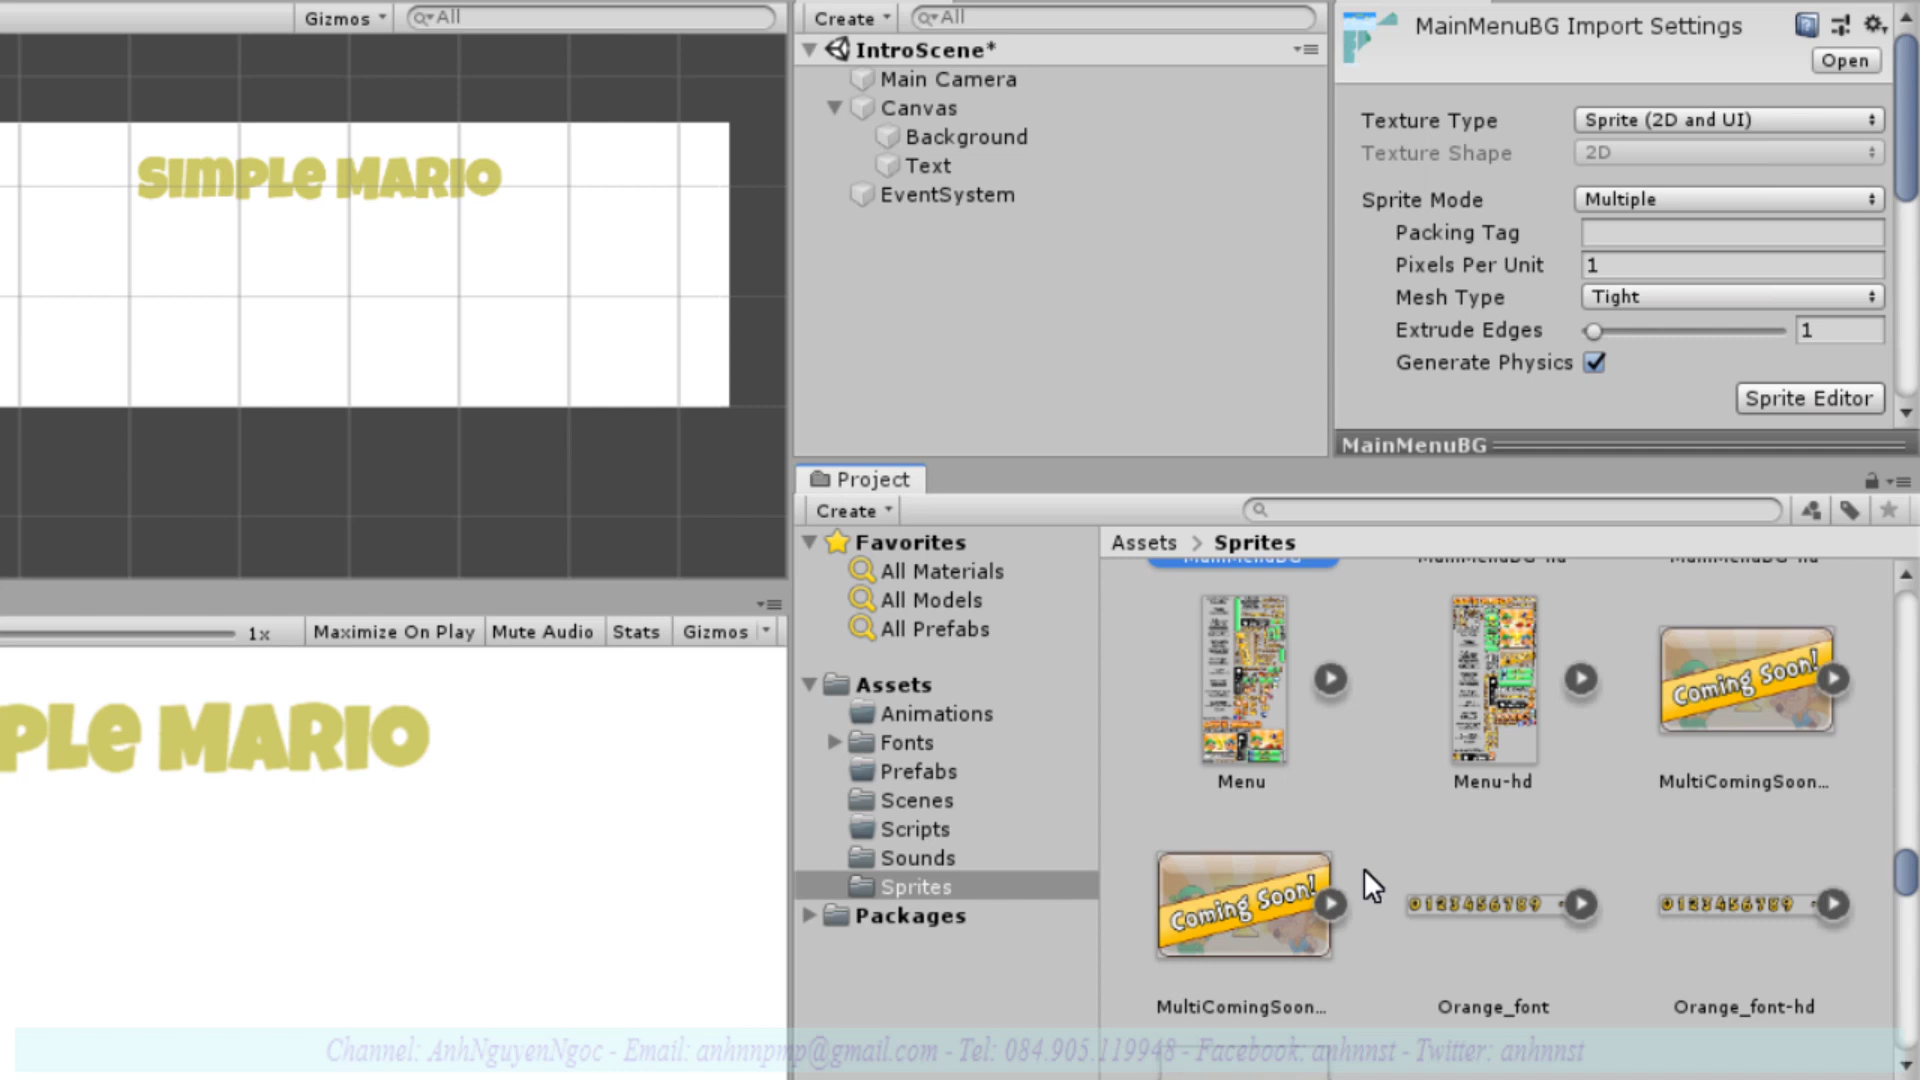 Gizmos
All
SIMPLE MARIO
1x
Maximize On Play
Mute Audio
Stats
Gizmos
PLE MARIO
Create
All
IntroScene*
Main Camera
Canvas
Background
Text
EventSystem
MainMenuBG Import Settings
Open
Texture Type
Sprite (2D and UI)
Texture Shape
2D
Sprite Mode
Multiple
Packing Tag
Pixels Per Unit
1
Mesh Type
Tight
Extrude Edges
1
Generate Physics
Sprite Editor
MainMenuBG
Project
Create
Favorites
All Materials
All Models
All Prefabs
Assets
Animations
Fonts
Prefabs
Scenes
Scripts
Sounds
Sprites
Packages
Assets > Sprites
MainMenuBG
MainMenuBG-hd
MainMenuBG-hd
Menu
Menu-hd
Coming Soon!
MultiComingSoon...
Coming Soon!
MultiComingSoon...
0123456789
Orange_font
0123456789
Orange_font-hd
Channel: AnhNguyenNgoc - Email: anhnnpmp@gmail.com - Tel: 084.905.119948 - Facebook: anhnnst - Twitter: anhnnst